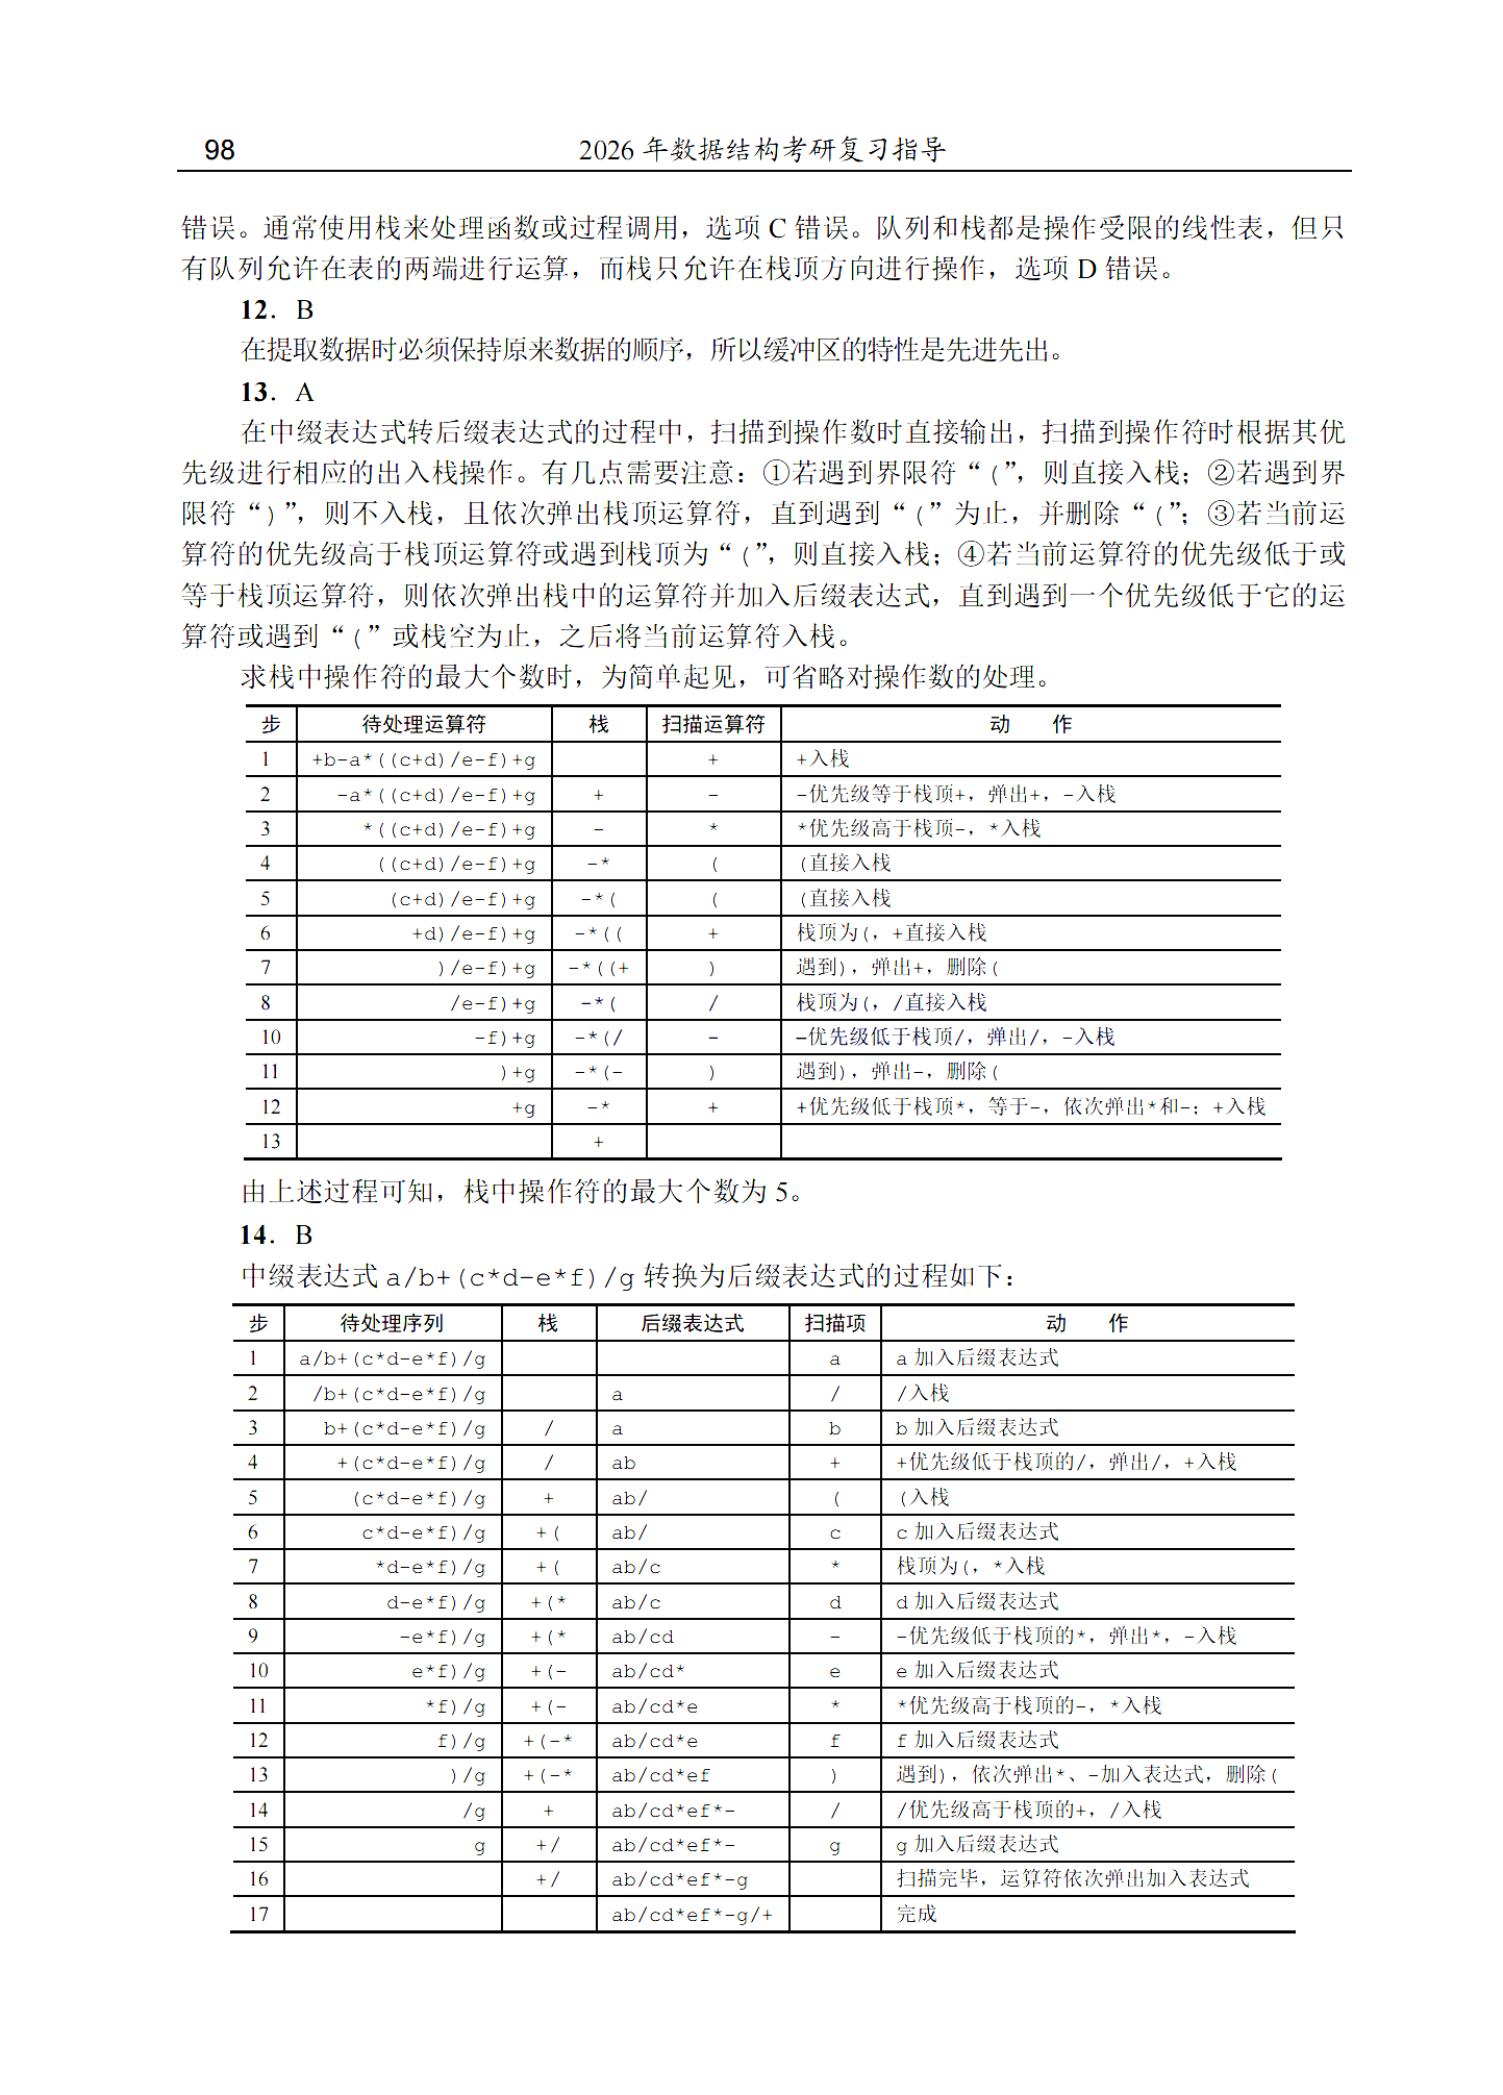 98 2026 年数据结构考研复习指导
错误。通常使用栈来处理函数或过程调用，选项 C 错误。队列和栈都是操作受限的线性表，但只
有队列允许在表的两端进行运算，而栈只允许在栈顶方向进行操作，选项 D 错误。
12． B
在提取数据时必须保持原来数据的顺序，所以缓冲区的特性是先进先出。
13． A
在中缀表达式转后缀表达式的过程中，扫描到操作数时直接输出，扫描到操作符时根据其优
先级进行相应的出入栈操作。有几点需要注意：①若遇到界限符“(”，则直接入栈；②若遇到界
限符“)”，则不入栈，且依次弹出栈顶运算符，直到遇到“(”为止，并删除“(”；③若当前运
算符的优先级高于栈顶运算符或遇到栈顶为“(”，则直接入栈；④若当前运算符的优先级低于或
等于栈顶运算符，则依次弹出栈中的运算符并加入后缀表达式，直到遇到一个优先级低于它的运
算符或遇到“(”或栈空为止，之后将当前运算符入栈。
求栈中操作符的最大个数时，为简单起见，可省略对操作数的处理。
步 待处理运算符 栈 扫描运算符 动 作
1 +b-a*((c+d)/e-f)+g + +入栈
2 -a*((c+d)/e-f)+g + - -优先级等于栈顶+，弹出+，-入栈
3 *((c+d)/e-f)+g - * *优先级高于栈顶-，*入栈
4 ((c+d)/e-f)+g -* ( (直接入栈
5 (c+d)/e-f)+g -*( ( (直接入栈
6 +d)/e-f)+g -*(( + 栈顶为(，+直接入栈
7 )/e-f)+g -*((+ ) 遇到)，弹出+，删除(
8 /e-f)+g -*( / 栈顶为(，/直接入栈
10 -f)+g -*(/ - -优先级低于栈顶/，弹出/，-入栈
11 )+g -*(- ) 遇到)，弹出-，删除(
12 +g -* + +优先级低于栈顶*，等于-，依次弹出*和-；+入栈
13 +
由上述过程可知，栈中操作符的最大个数为 5。
14． B
中缀表达式 a/b+(c*d-e*f)/g 转换为后缀表达式的过程如下：
步 待处理序列 栈 后缀表达式 扫描项 动 作
1 a/b+(c*d-e*f)/g a a 加入后缀表达式
2 /b+(c*d-e*f)/g a / /入栈
3 b+(c*d-e*f)/g / a b b 加入后缀表达式
4 +(c*d-e*f)/g / ab + +优先级低于栈顶的/，弹出/，+入栈
5 (c*d-e*f)/g + ab/ ( (入栈
6 c*d-e*f)/g +( ab/ c c 加入后缀表达式
7 *d-e*f)/g +( ab/c * 栈顶为(，*入栈
8 d-e*f)/g +(* ab/c d d 加入后缀表达式
9 -e*f)/g +(* ab/cd - -优先级低于栈顶的*，弹出*，-入栈
10 e*f)/g +(- ab/cd* e e 加入后缀表达式
11 *f)/g +(- ab/cd*e * *优先级高于栈顶的-，*入栈
12 f)/g +(-* ab/cd*e f f 加入后缀表达式
13 )/g +(-* ab/cd*ef ) 遇到)，依次弹出*、-加入表达式，删除(
14 /g + ab/cd*ef*- / /优先级高于栈顶的+，/入栈
15 g +/ ab/cd*ef*- g g 加入后缀表达式
16 +/ ab/cd*ef*-g 扫描完毕，运算符依次弹出加入表达式
17 ab/cd*ef*-g/+ 完成